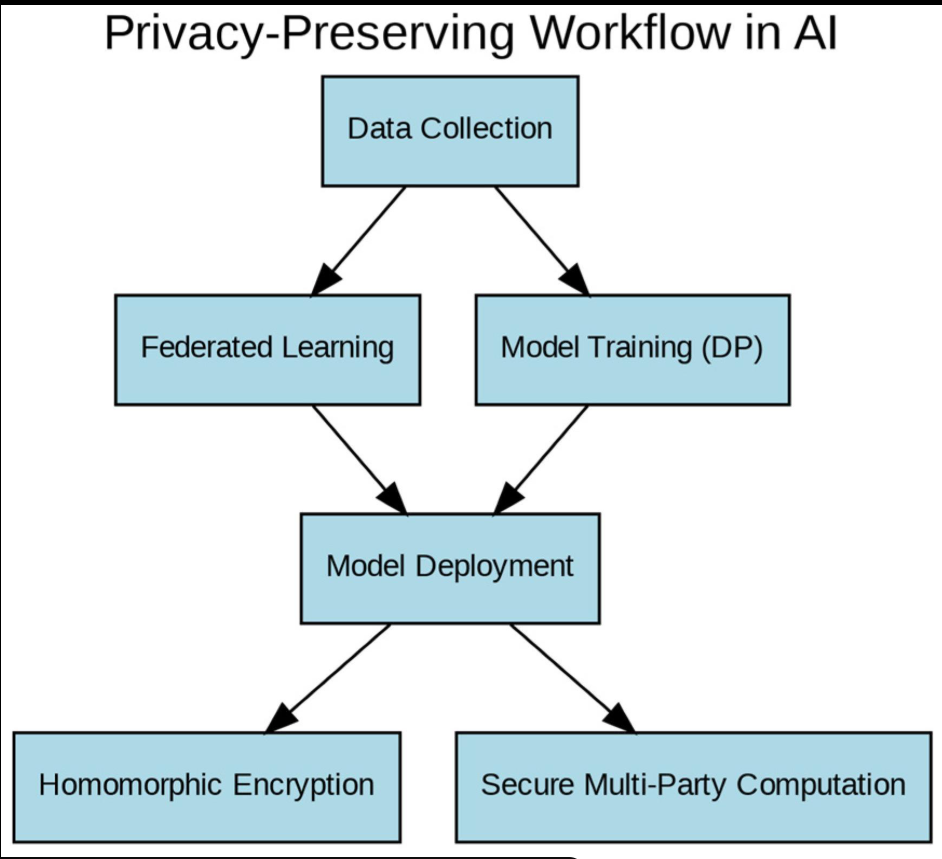 Privacy-Preserving Workflow in AI
Data Collection
Federated Learning
Model Training (DP)
Model Deployment
Homomorphic Encryption
Secure Multi-Party Computation